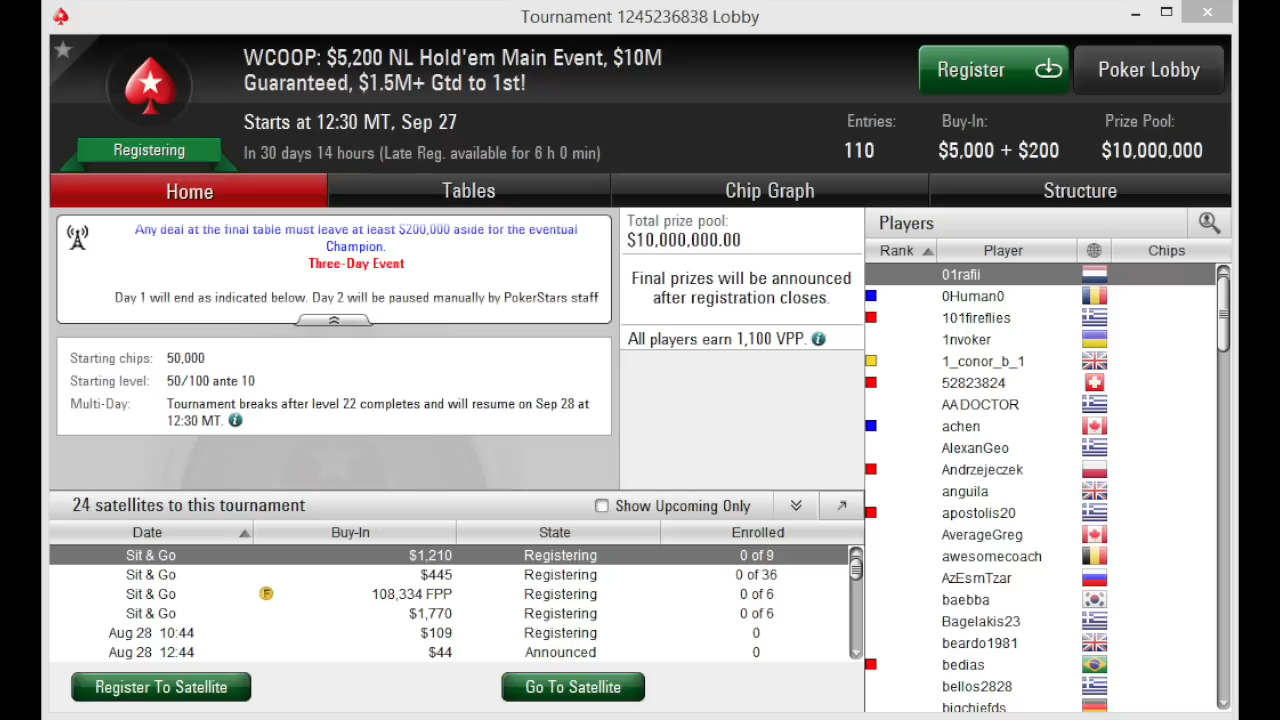 Tournament 1245236838 Lobby
WCOOP: $5,200 NL Hold'em Main Event, $10M
Guaranteed, $1.5M+ Gtd to 1st!
Register
Poker Lobby
Starts at 12:30 MT, Sep 27
Entries: Buy-In: Prize Pool:
Registering
In 30 days 14 hours (Late Reg. available for 6 h 0 min)
110 $5,000 + $200 $10,000,000
Home Tables Chip Graph Structure
Any deal at the final table must leave at least $200,000 aside for the eventual
Champion.
Three-Day Event
Day 1 will end as indicated below. Day 2 will be paused manually by PokerStars staff
Starting chips: 50,000
Starting level: 50/100 ante 10
Multi-Day: Tournament breaks after level 22 completes and will resume on Sep 28 at
12:30 MT.
Total prize pool:
$10,000,000.00
Final prizes will be announced
after registration closes.
All players earn 1,100 VPP.
24 satellites to this tournament
Show Upcoming Only
Date Buy-In State Enrolled
Sit & Go $1,210 Registering 0 of 9
Sit & Go $445 Registering 0 of 36
Sit & Go F 108,334 FPP Registering 0 of 6
Sit & Go $1,770 Registering 0 of 6
Aug 28 10:44 $109 Registering 0
Aug 28 12:44 $44 Announced 0
Register To Satellite
Go To Satellite
Players
Rank Player Chips
01rafii
0Human0
101fireflies
1nvoker
1_conor_b_1
52823824
AADOCTOR
achen
AlexanGeo
Andrzejeczek
anguila
apostolis20
AverageGreg
awesomecoach
AzEsmTzar
baebba
Bagelakis23
beardo1981
bedias
bellos2828
bigchiefds